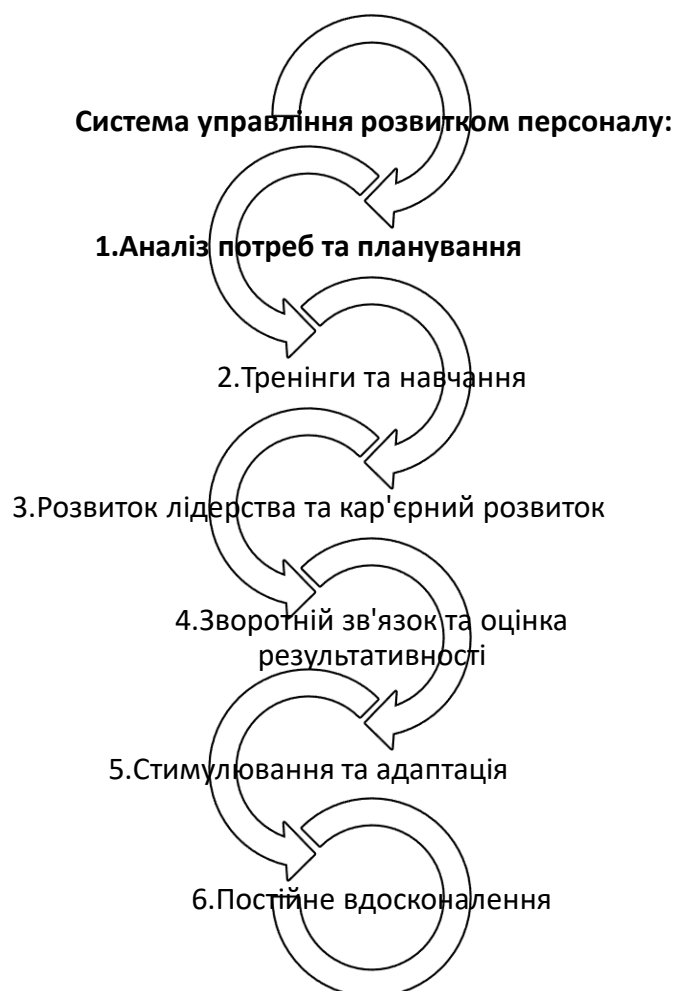 Система управління розвитком персоналу:
1.Аналіз потреб та планування
2.Тренінги та навчання
3.Розвиток лідерства та кар'єрний розвиток
4.Зворотній зв'язок та оцінка
результативності
5.Стимулювання та адаптація
6.Постійне вдосконалення